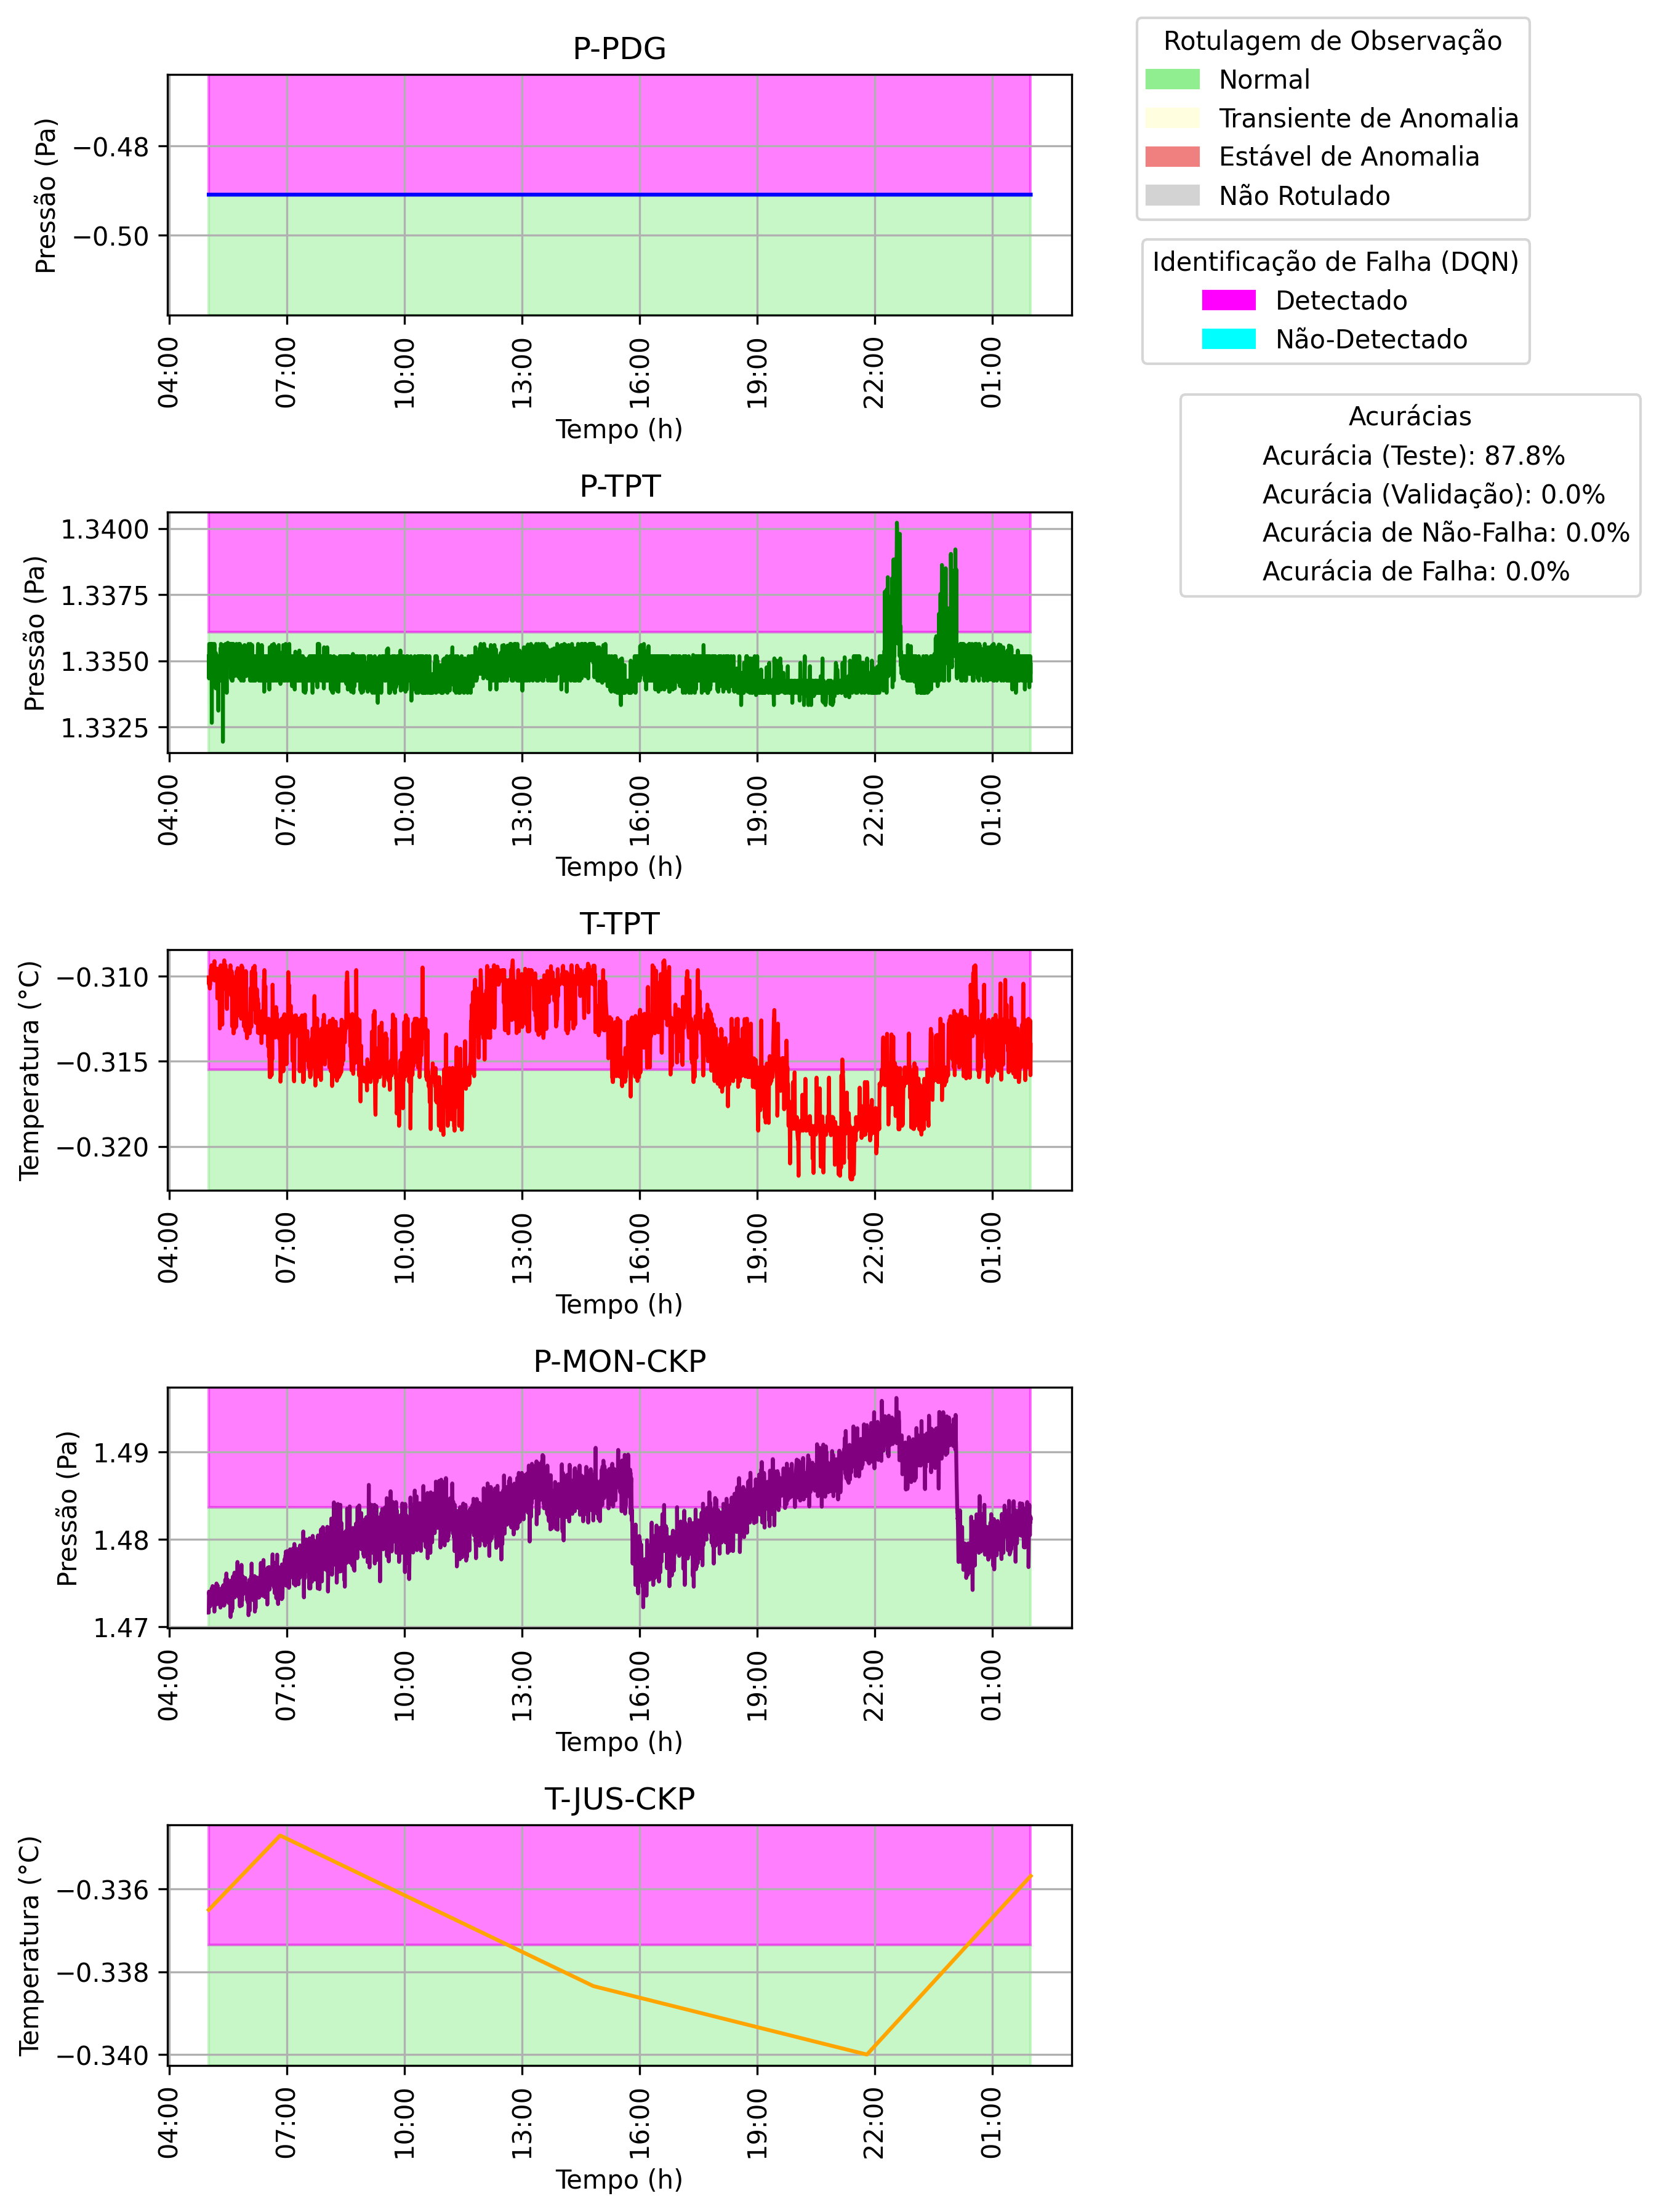 P-PDG
Pressão (Pa)
−0.48
−0.50
04:00 07:00 10:00 13:00 16:00 19:00 22:00 01:00
Tempo (h)
Rotulagem de Observação
Normal
Transiente de Anomalia
Estável de Anomalia
Não Rotulado
Identificação de Falha (DQN)
Detectado
Não-Detectado
Acurácias
Acurácia (Teste): 87.8%
Acurácia (Validação): 0.0%
Acurácia de Não-Falha: 0.0%
Acurácia de Falha: 0.0%
P-TPT
Pressão (Pa)
1.3400
1.3375
1.3350
1.3325
04:00 07:00 10:00 13:00 16:00 19:00 22:00 01:00
Tempo (h)
T-TPT
Temperatura (°C)
−0.310
−0.315
−0.320
04:00 07:00 10:00 13:00 16:00 19:00 22:00 01:00
Tempo (h)
P-MON-CKP
Pressão (Pa)
1.49
1.48
1.47
04:00 07:00 10:00 13:00 16:00 19:00 22:00 01:00
Tempo (h)
T-JUS-CKP
Temperatura (°C)
−0.336
−0.338
−0.340
04:00 07:00 10:00 13:00 16:00 19:00 22:00 01:00
Tempo (h)